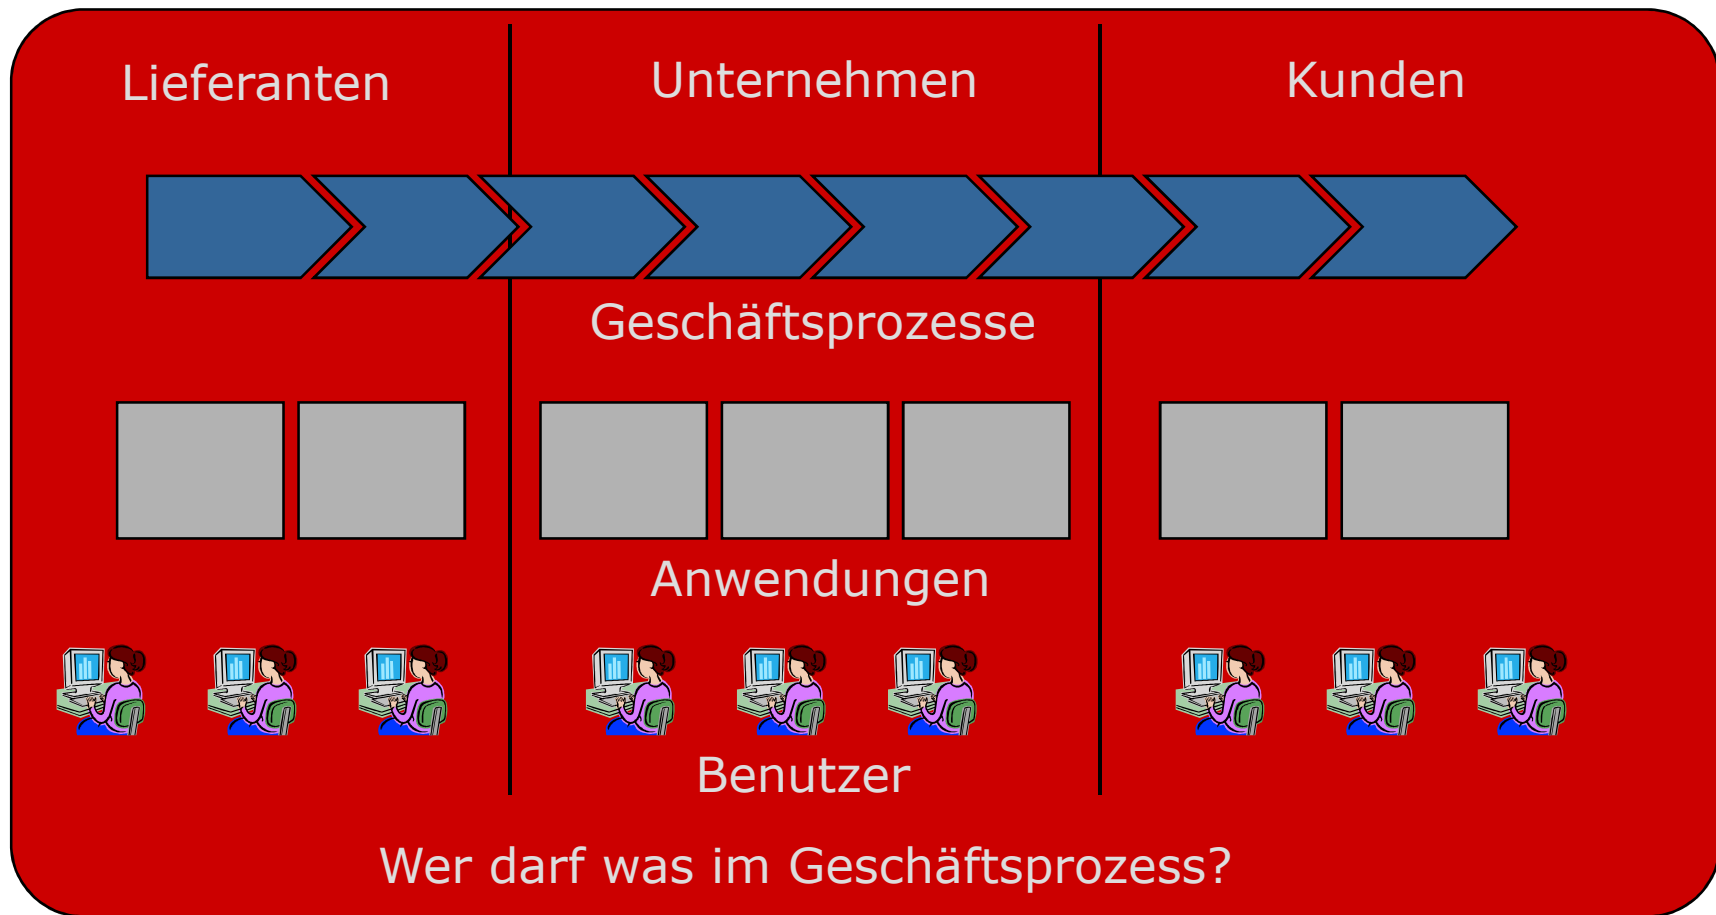 Lieferanten
Unternehmen
Kunden
Geschäftsprozesse
Anwendungen
Benutzer
Wer darf was im Geschäftsprozess?